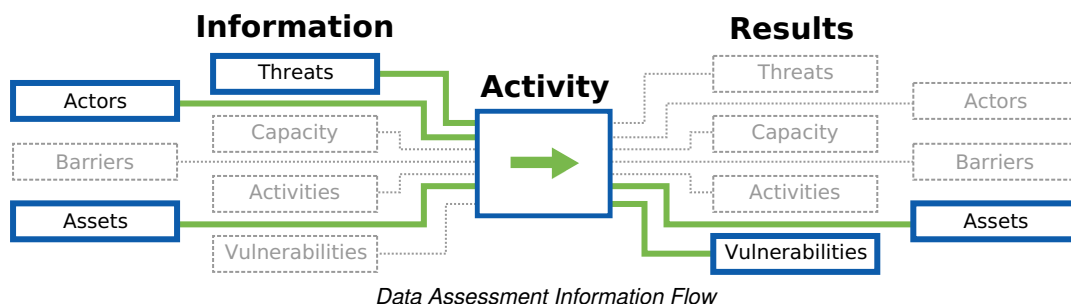 Information
Results
Threats
Activity
Threats
Actors
Actors
Capacity
Capacity
Barriers
Barriers
Activities
Activities
Assets
Assets
Vulnerabilities
Vulnerabilities
Data Assessment Information Flow